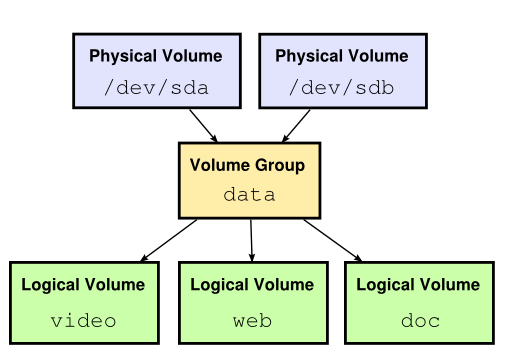 Physical Volume
/dev/sda
Physical Volume
/dev/sdb
Volume Group
data
Logical Volume
video
Logical Volume
web
Logical Volume
doc